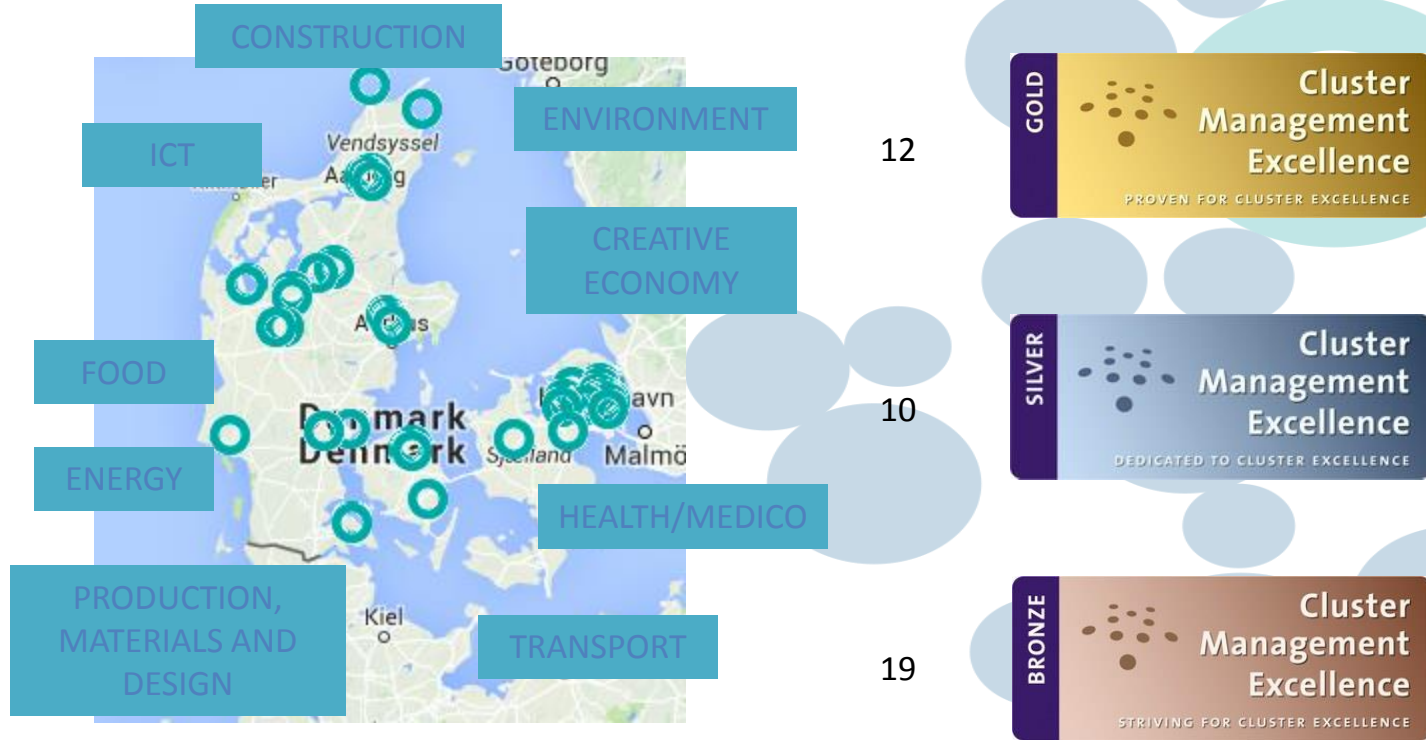 CONSTRUCTION
Göteborg
ENVIRONMENT
ICT
Vendsyssel
CREATIVE
ECONOMY
FOOD
Danmark
Denmark
Sjælland
Malmö
ENERGY
HEALTH/MEDICO
PRODUCTION,
MATERIALS AND
DESIGN
Kiel
TRANSPORT
12
GOLD
Cluster
Management
Excellence
PROVEN FOR CLUSTER EXCELLENCE
10
SILVER
Cluster
Management
Excellence
DEDICATED TO CLUSTER EXCELLENCE
19
BRONZE
Cluster
Management
Excellence
STRIVING FOR CLUSTER EXCELLENCE